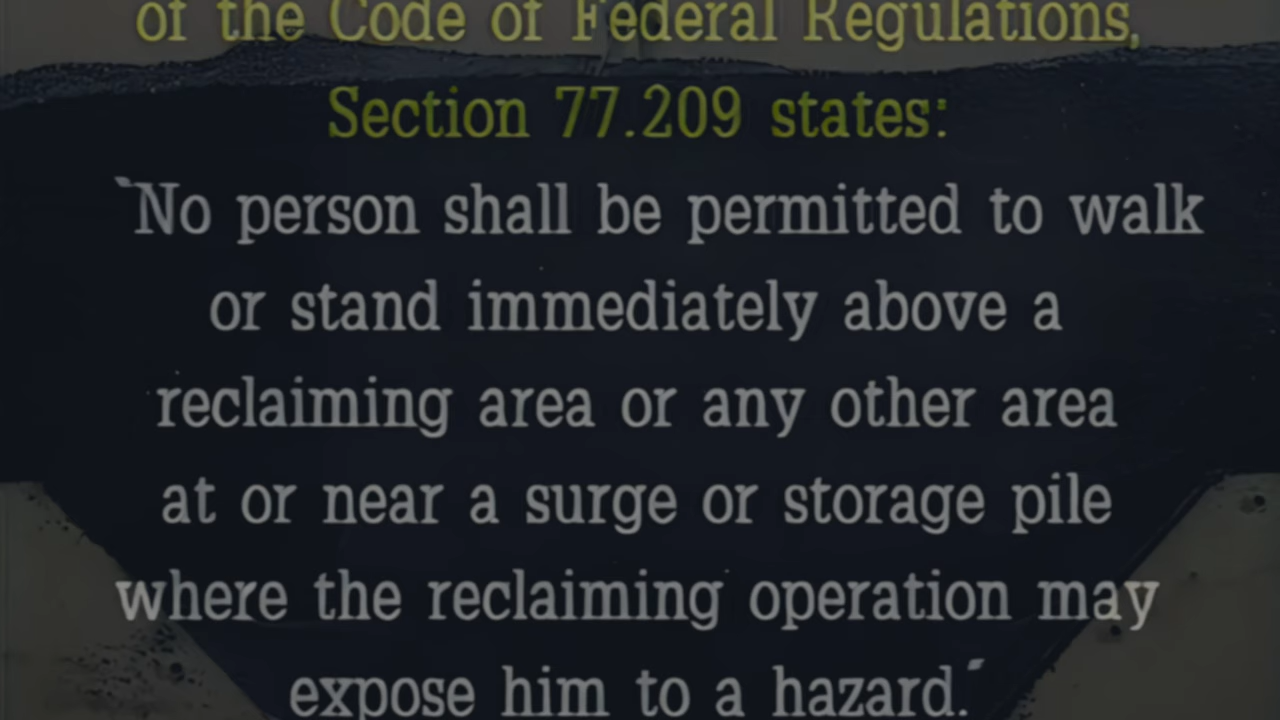 of the Code of Federal Regulations,
Section 77.209 states:
`No person shall be permitted to walk
or stand immediately above a
reclaiming area or any other area
at or near a surge or storage pile
where the reclaiming operation may
expose him to a hazard.´